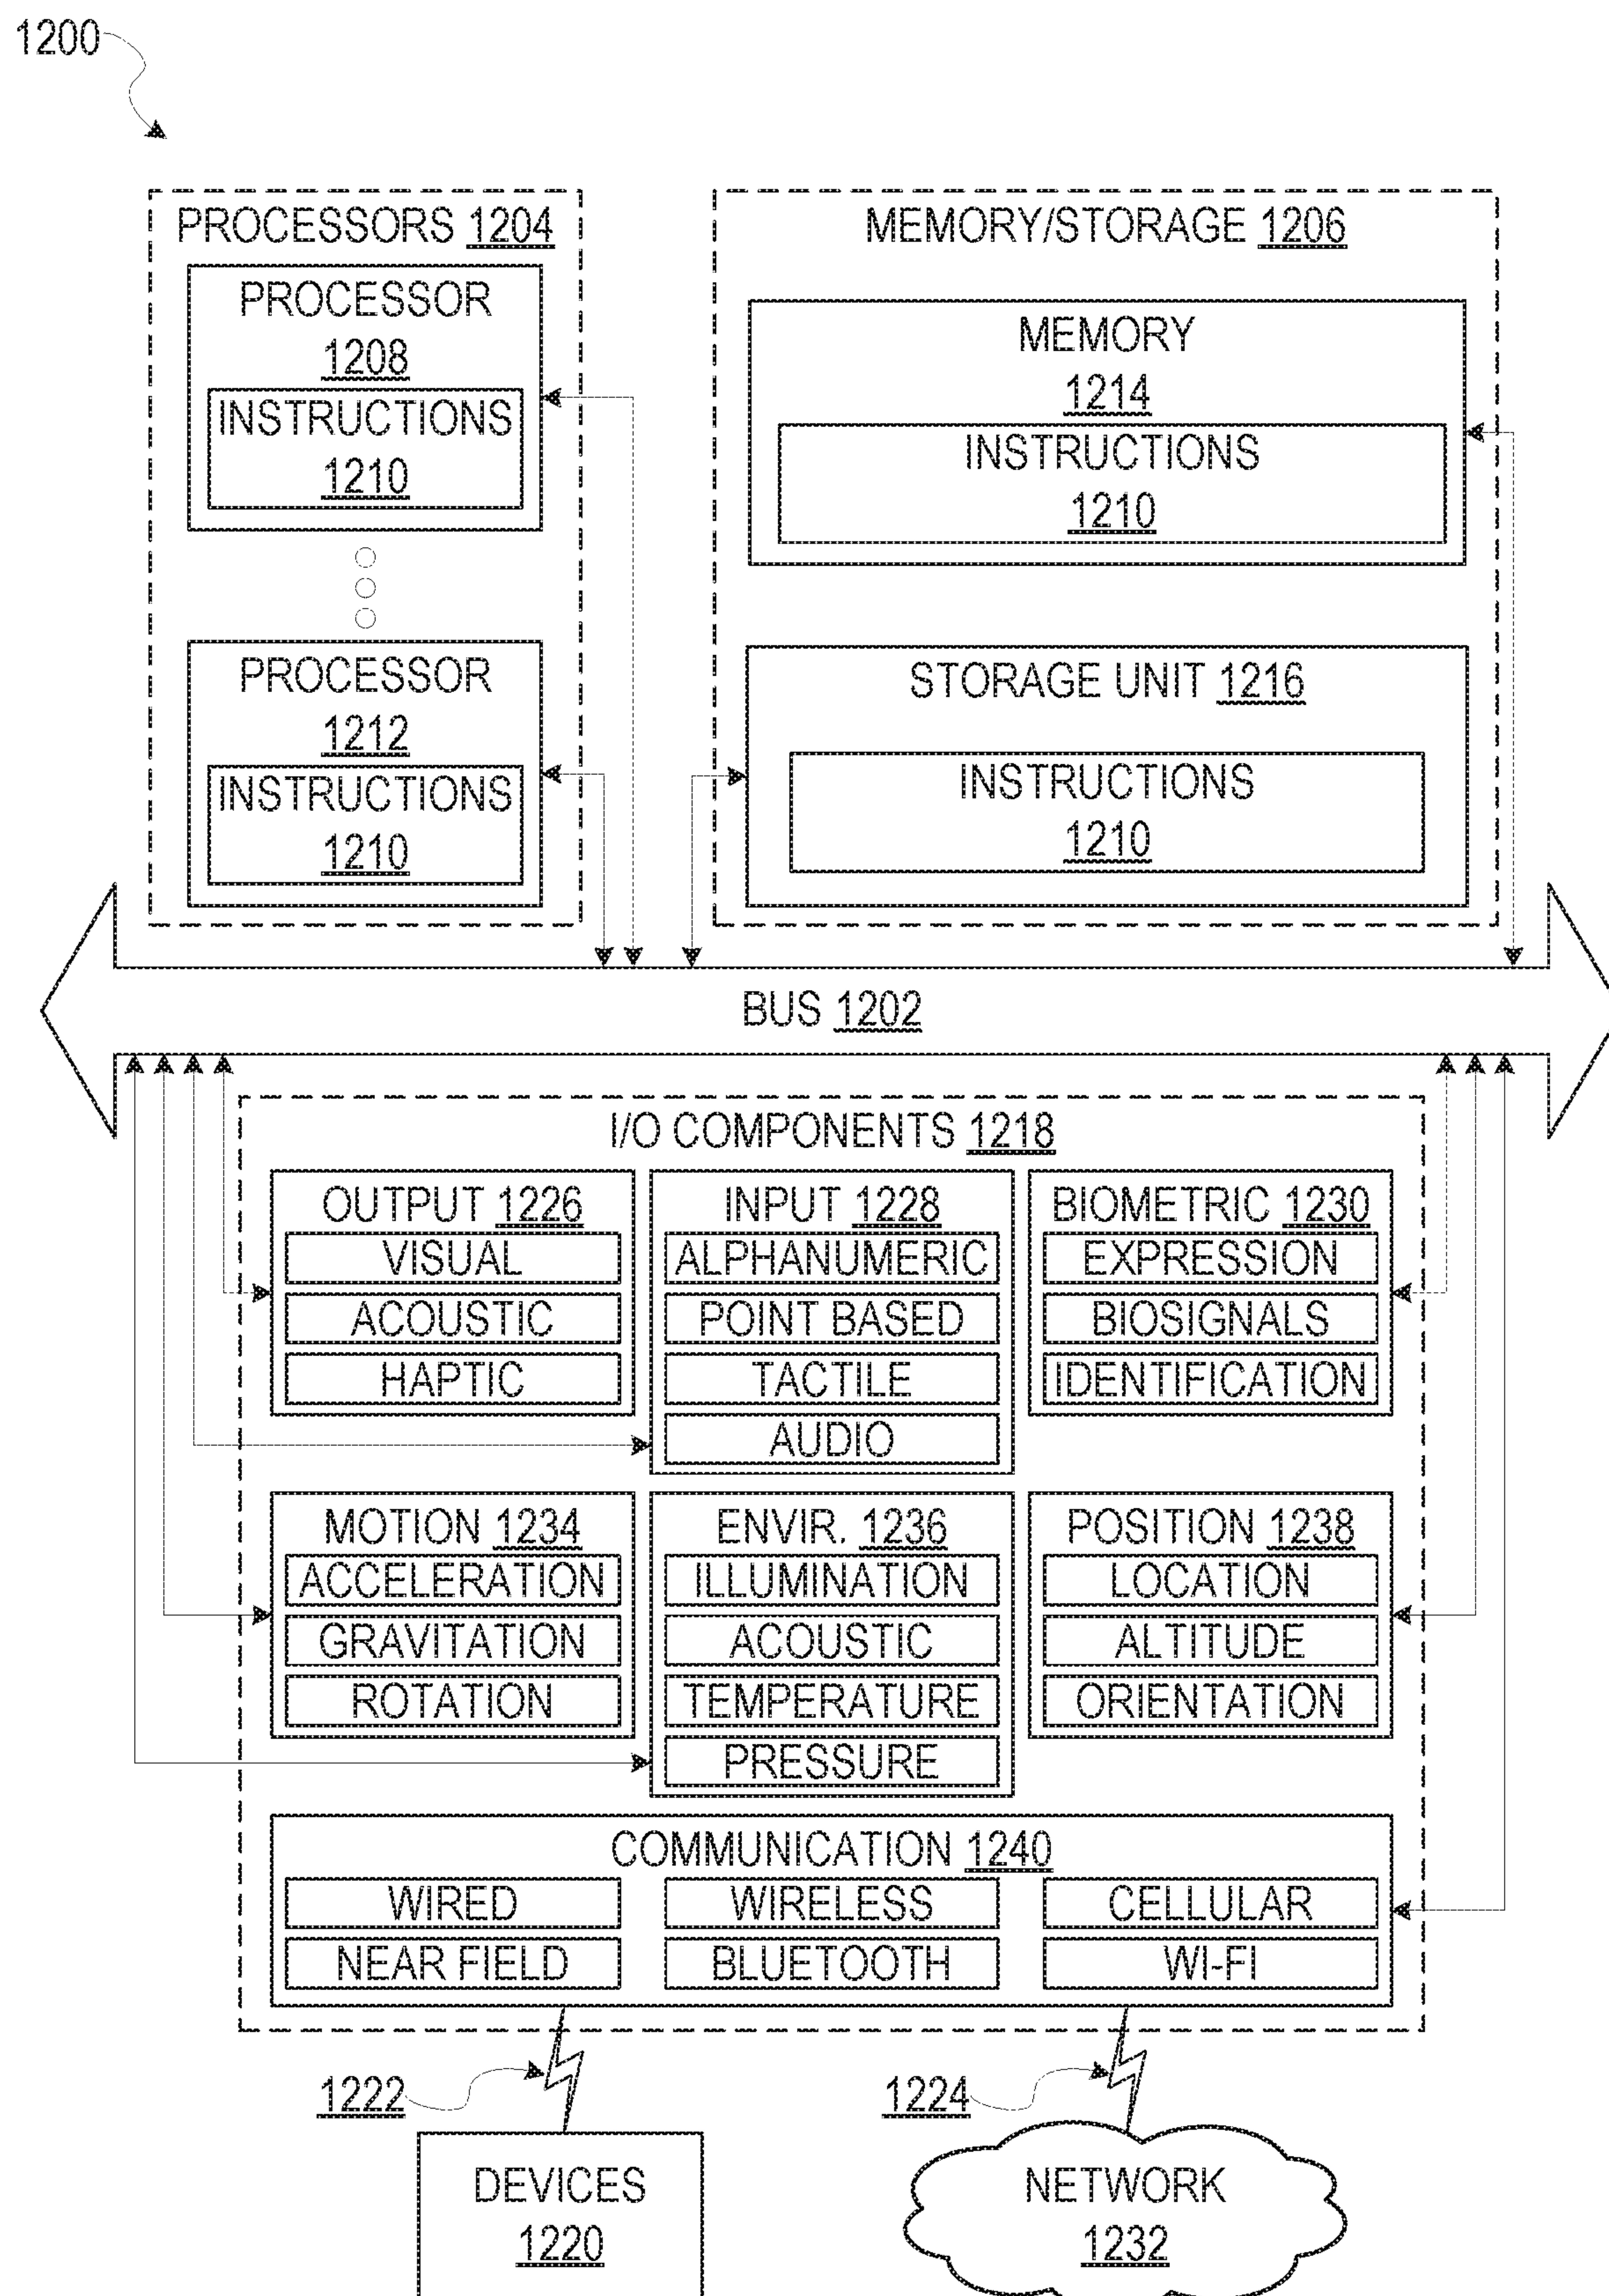 1200
PROCESSORS 1204
PROCESSOR
1208
INSTRUCTIONS
1210
PROCESSOR
1212
INSTRUCTIONS
1210
MEMORY/STORAGE 1206
MEMORY
1214
INSTRUCTIONS
1210
STORAGE UNIT 1216
INSTRUCTIONS
1210
BUS 1202
I/O COMPONENTS 1218
OUTPUT 1226
VISUAL
ACOUSTIC
HAPTIC
INPUT 1228
ALPHANUMERIC
POINT BASED
TACTILE
AUDIO
BIOMETRIC 1230
EXPRESSION
BIOSIGNALS
IDENTIFICATION
MOTION 1234
ACCELERATION
GRAVITATION
ROTATION
ENVIR. 1236
ILLUMINATION
ACOUSTIC
TEMPERATURE
PRESSURE
POSITION 1238
LOCATION
ALTITUDE
ORIENTATION
COMMUNICATION 1240
WIRED
WIRELESS
CELLULAR
NEAR FIELD
BLUETOOTH
WI-FI
1222
1224
DEVICES
1220
NETWORK
1232